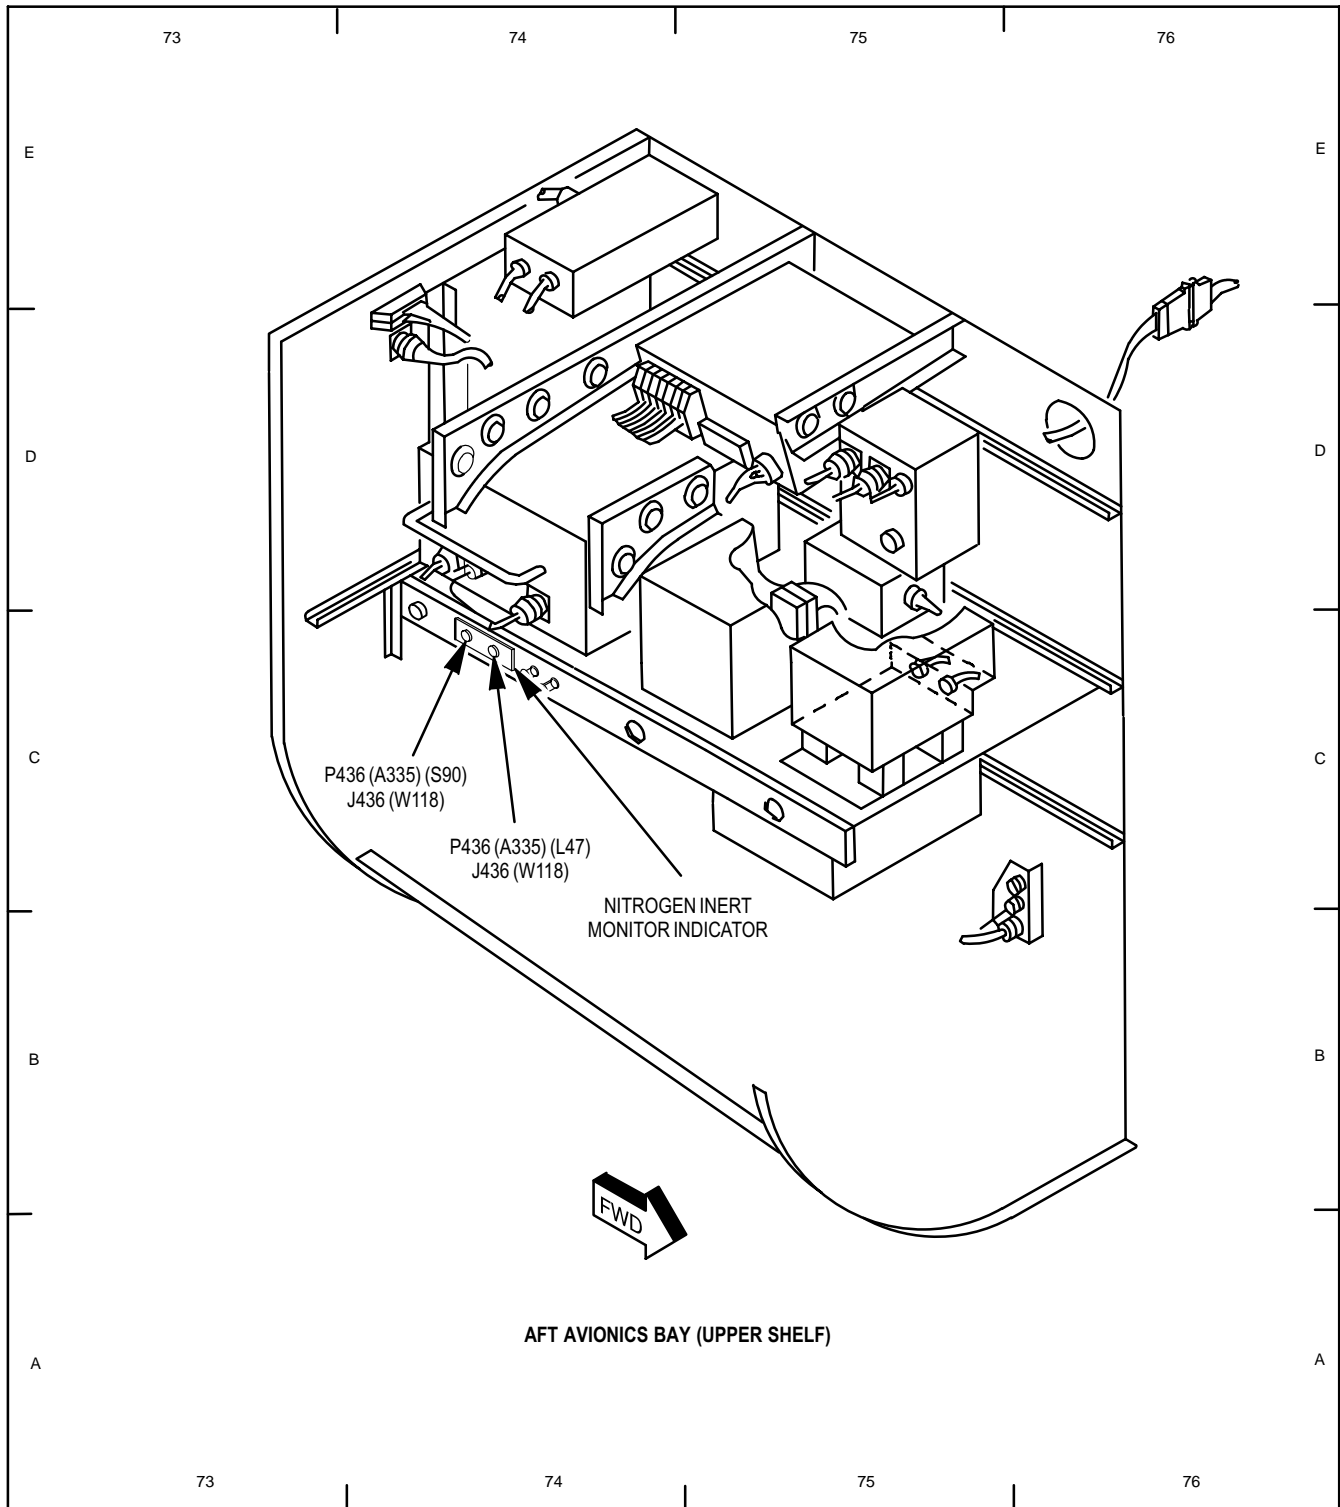 73 74 75 76
E E
D D
P436 (A335) (S90)
J436 (W118)
C C
P436 (A335) (L47)
J436 (W118)
NITROGEN INERT
MONITOR INDICATOR
B B
FWD
AFT AVIONICS BAY (UPPER SHELF)
A A
73 74 75 76